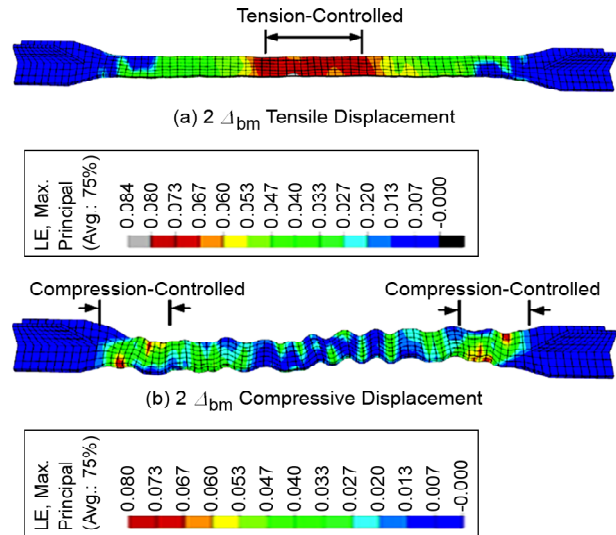 Tension-Controlled
(a) 2 Δbm Tensile Displacement
LE, Max.
Principal
(Avg.: 75%)
0.084
0.080
0.073
0.067
0.060
0.053
0.047
0.040
0.033
0.027
0.020
0.013
0.007
-0.000
Compression-Controlled
Compression-Controlled
(b) 2 Δbm Compressive Displacement
LE, Max.
Principal
(Avg.: 75%)
0.080
0.073
0.067
0.060
0.053
0.047
0.040
0.033
0.027
0.020
0.013
0.007
-0.000